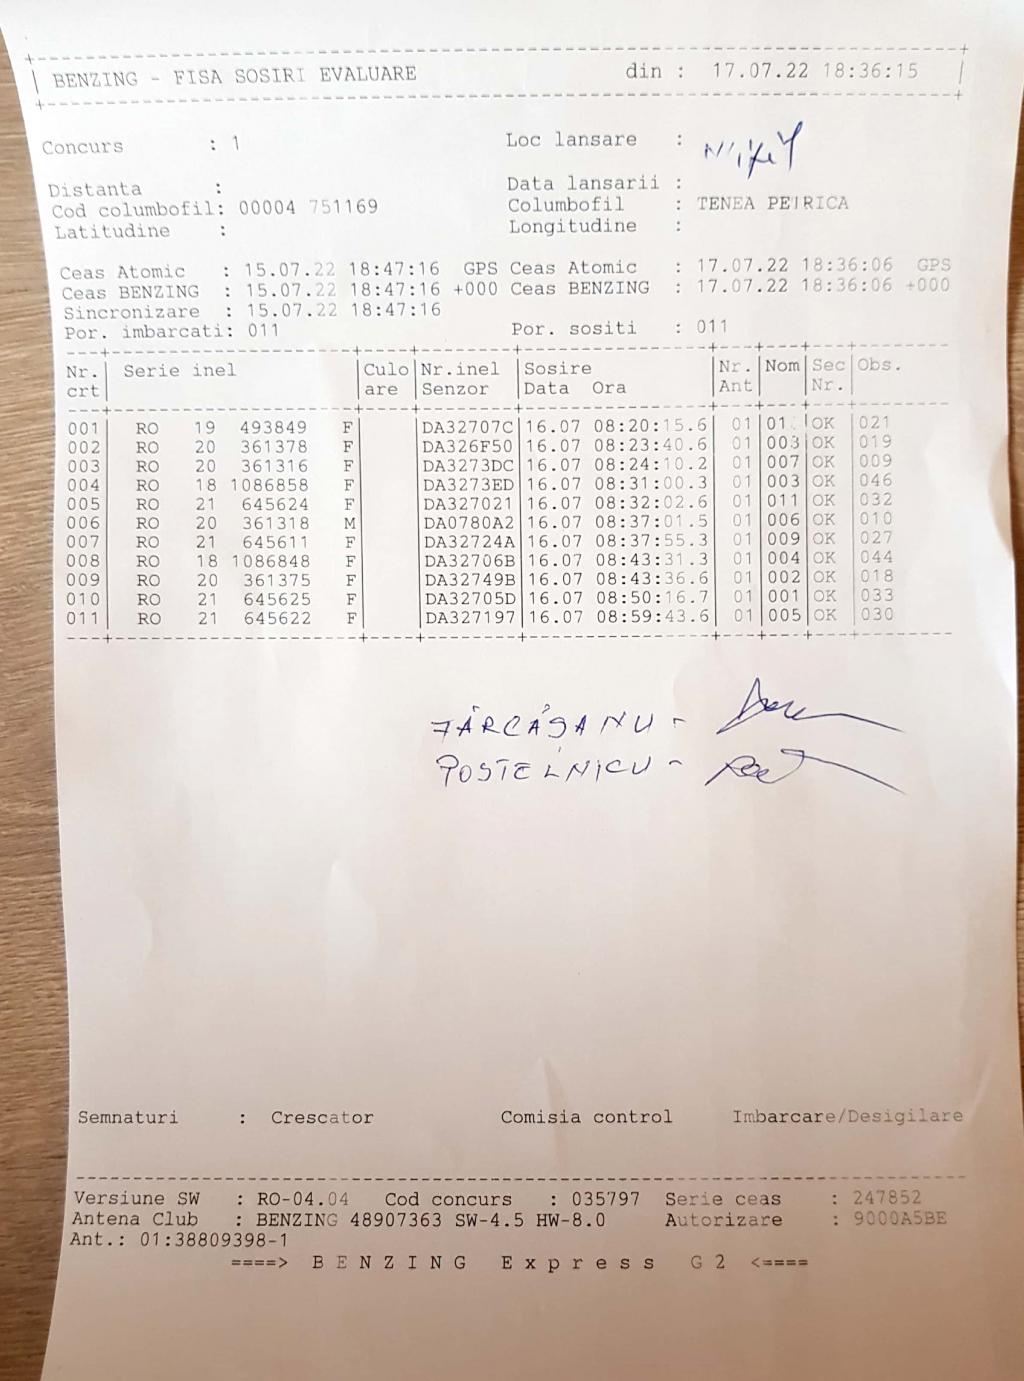 BENZING - FISA SOSIRI EVALUARE din : 17.07.22 18:36:15
Concurs : 1 Loc lansare :
Distanta : Data lansarii :
Cod columbofil: 00004 751169 Columbofil : TENEA PETRICA
Latitudine : Longitudine :
Ceas Atomic : 15.07.22 18:47:16 GPS Ceas Atomic : 17.07.22 18:36:06 GPS
Ceas BENZING : 15.07.22 18:47:16 +000 Ceas BENZING : 17.07.22 18:36:06 +000
Sincronizare : 15.07.22 18:47:16
Por. imbarcati: 011 Por. sositi : 011
Nr. Serie inel Culo Nr.inel Sosire Nr. Nom Sec Obs.
crt are Senzor Data Ora Ant Nr.
001 RO 19 493849 F DA32707C 16.07 08:20:15.6 01 OK 021
002 RO 20 361378 F DA326F50 16.07 08:23:40.6 01 003 OK 019
003 RO 20 361316 F DA3273DC 16.07 08:24:10.2 01 007 OK 009
004 RO 18 1086858 F DA3273ED 16.07 08:31:00.3 01 003 OK 046
005 RO 21 645624 F DA327021 16.07 08:32:02.6 01 011 OK 032
006 RO 20 361318 M DA0780A2 16.07 08:37:01.5 01 006 OK 010
007 RO 21 645611 F DA32724A 16.07 08:37:55.3 01 009 OK 027
008 RO 18 1086848 F DA32706B 16.07 08:43:31.3 01 004 OK 044
009 RO 20 361375 F DA32749B 16.07 08:43:36.6 01 002 OK 018
010 RO 21 645625 F DA32705D 16.07 08:50:16.7 01 001 OK 033
011 RO 21 645622 F DA327197 16.07 08:59:43.6 01 005 OK 030
FĂRCĂȘANU -
POSTELNICU -
Semnaturi : Crescator Comisia control Imbarcare/Desigilare
Versiune SW : RO-04.04 Cod concurs : 035797 Serie ceas : 247852
Antena Club : BENZING 48907363 SW-4.5 HW-8.0 Autorizare : 9000A5BE
Ant.: 01:38809398-1
====> B E N Z I N G E x p r e s s G 2 <====